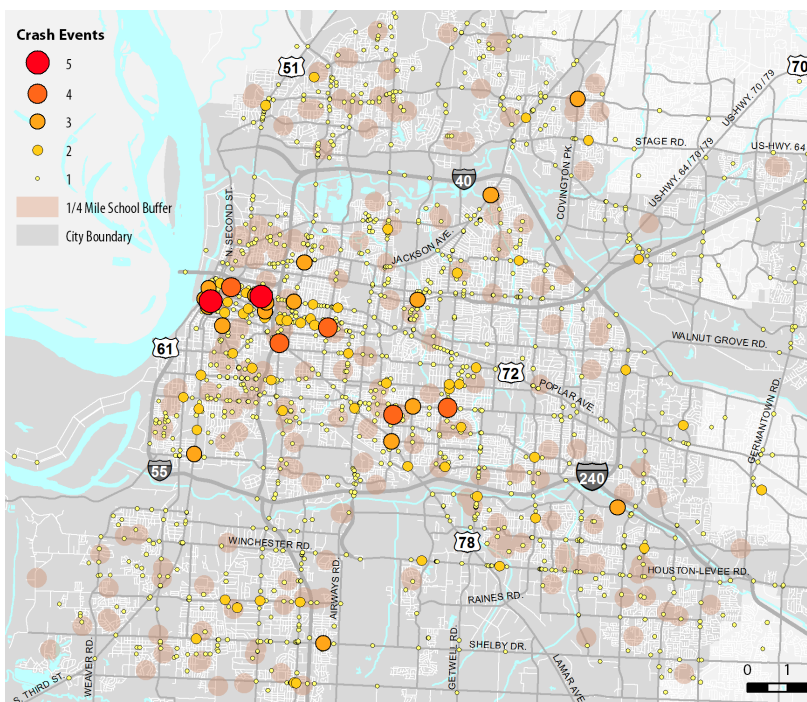 Crash Events
5
4
3
2
1
1/4 Mile School Buffer
City Boundary
51
70
US-HWY. 70 / 79
STAGE RD.
US-HWY. 64
US-HWY. 64 / 70 / 79
COVINGTON PK.
40
N. SECOND ST.
JACKSON AVE.
61
WALNUT GROVE RD.
72
POPLAR AVE
GERMANTOWN RD.
55
240
78
WINCHESTER RD.
HOUSTON-LEVEE RD.
AIRWAYS RD.
RAINES RD.
SHELBY DR.
WEAVER RD.
GETWELL RD.
LAMAR AVE
S. THIRD ST.
0 1